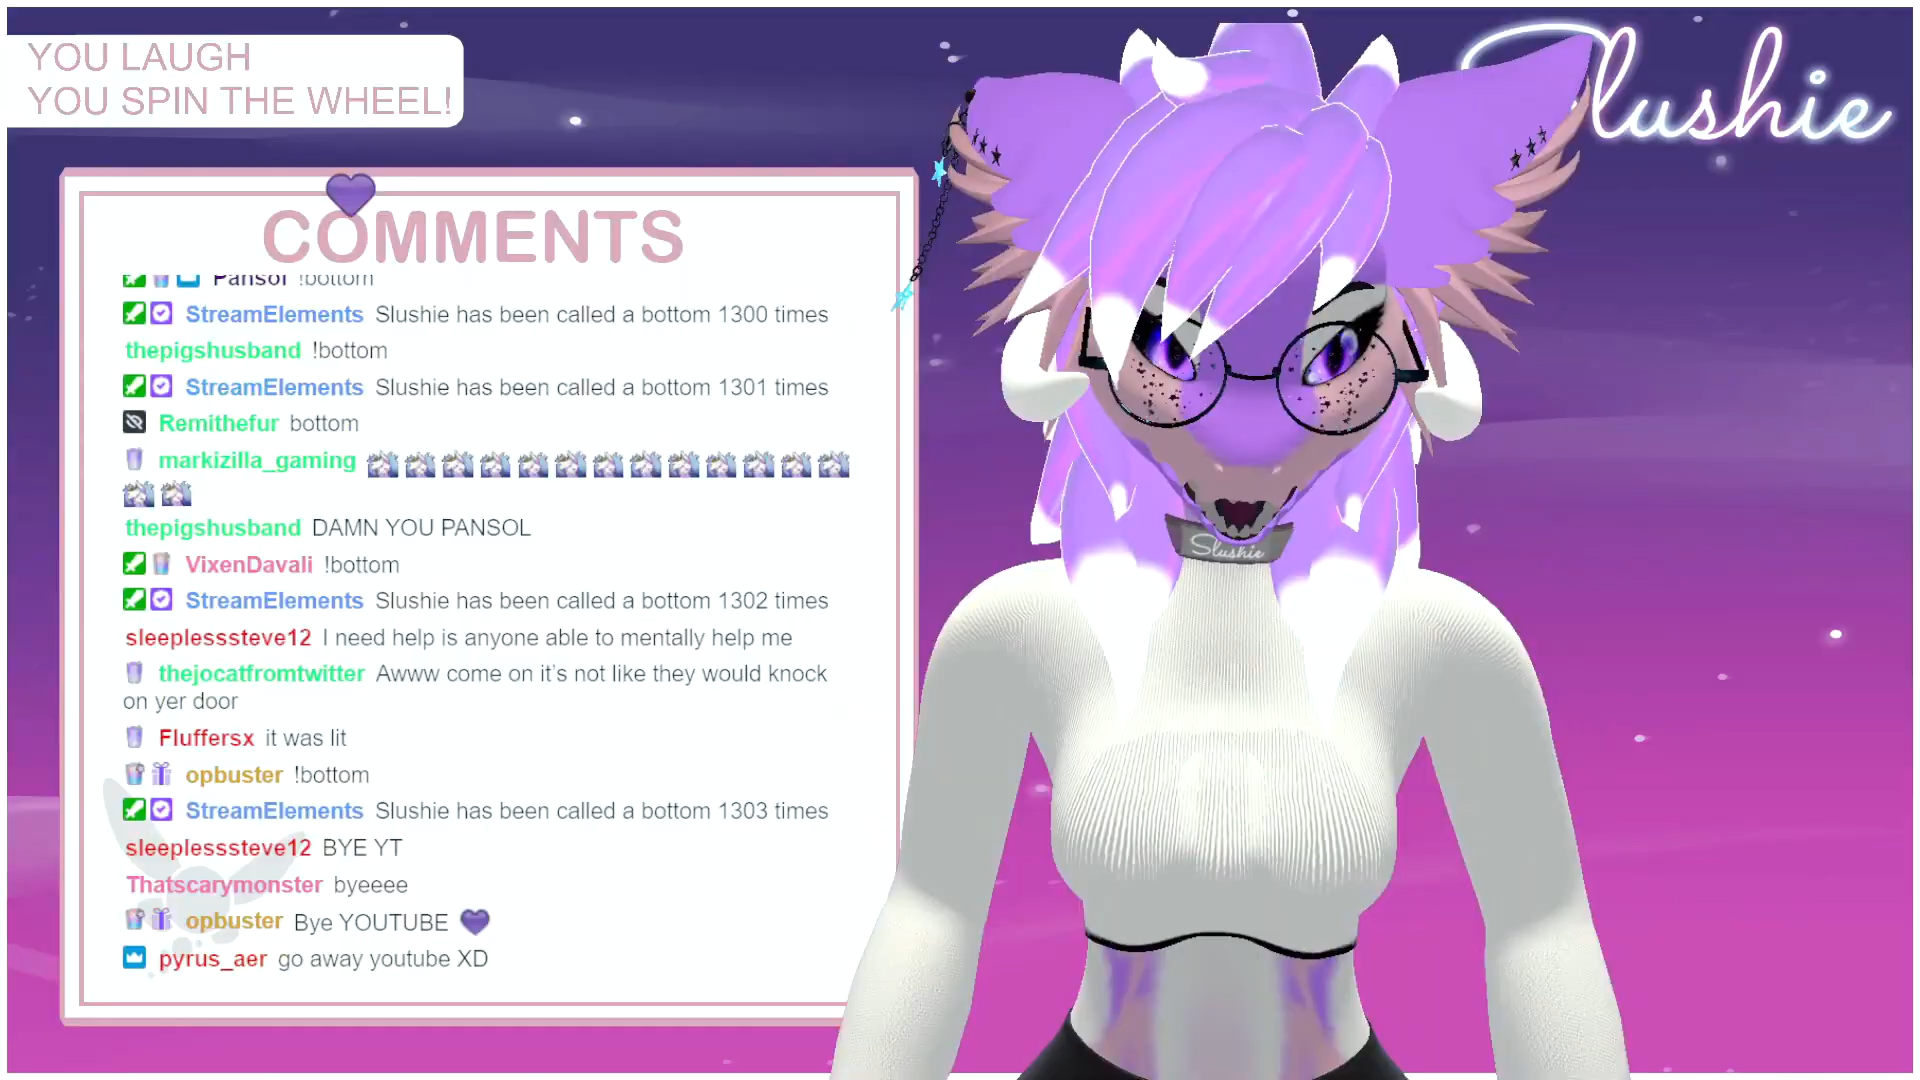 YOU LAUGH
YOU SPIN THE WHEEL!
Slushie
COMMENTS
Pansol !bottom
StreamElements Slushie has been called a bottom 1300 times
thepigshusband !bottom
StreamElements Slushie has been called a bottom 1301 times
Remithefur bottom
markizilla_gaming
thepigshusband DAMN YOU PANSOL
VixenDavali !bottom
StreamElements Slushie has been called a bottom 1302 times
sleeplesssteve12 I need help is anyone able to mentally help me
thejocatfromtwitter Awww come on it's not like they would knock
on yer door
Fluffersx it was lit
opbuster !bottom
StreamElements Slushie has been called a bottom 1303 times
sleeplesssteve12 BYE YT
Thatscarymonster byeeee
opbuster Bye YOUTUBE
pyrus_aer go away youtube XD
Slushie